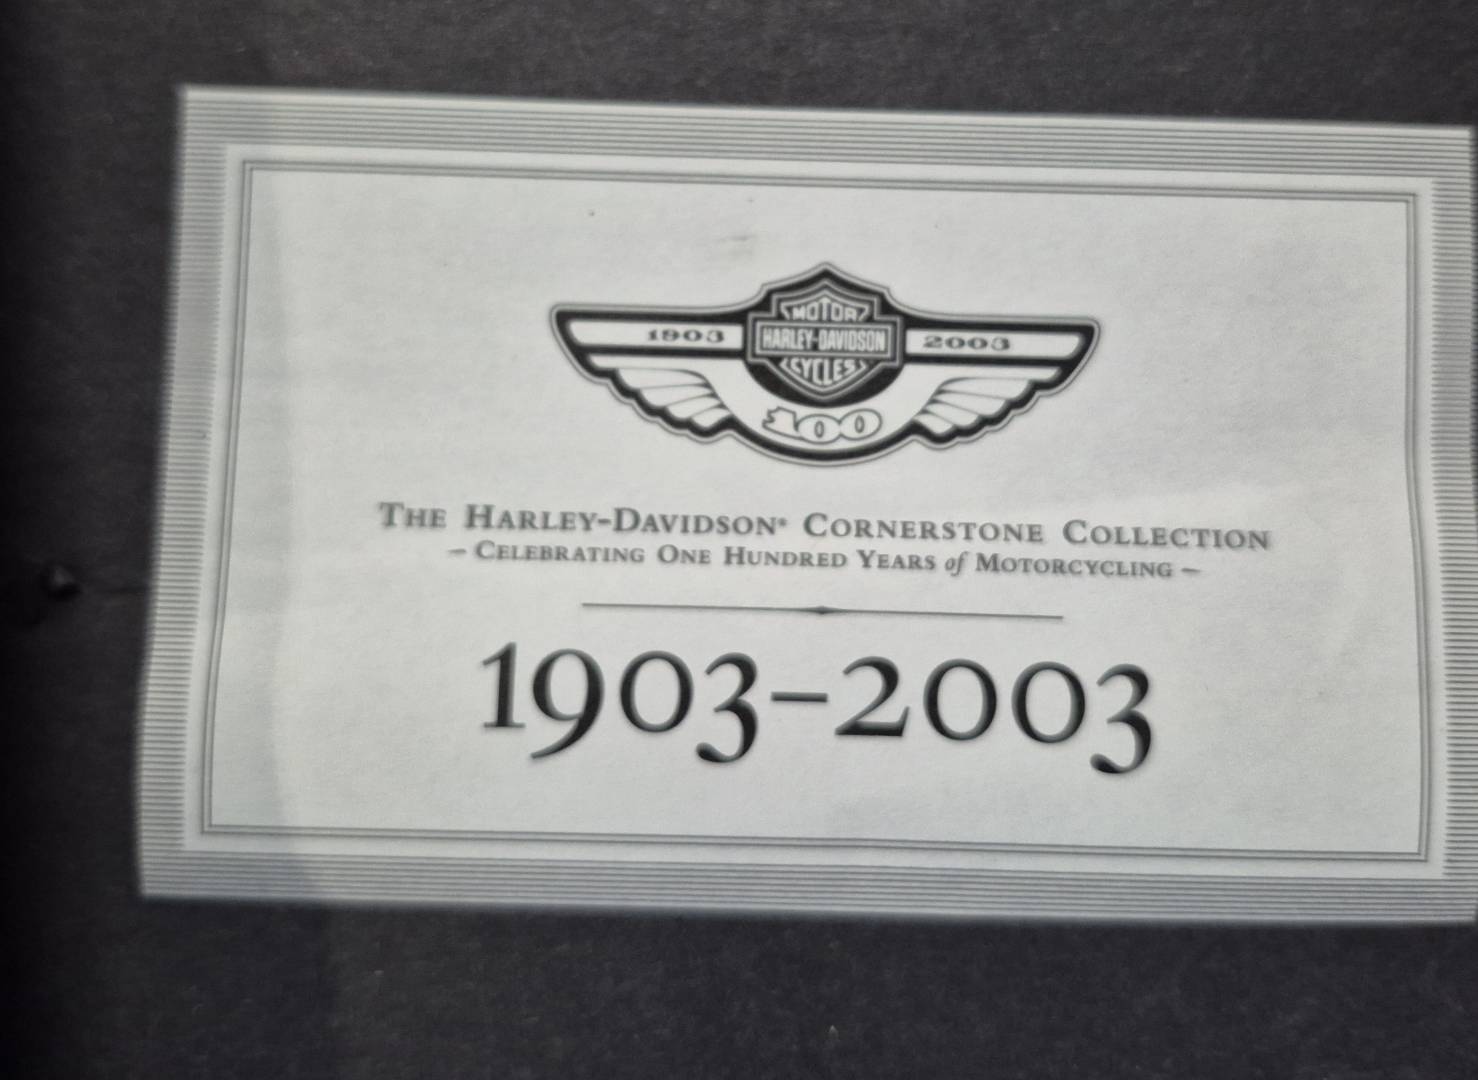 MOTOR
1903 HARLEY-DAVIDSON 2003
CYCLES
100
THE HARLEY-DAVIDSON® CORNERSTONE COLLECTION
– CELEBRATING ONE HUNDRED YEARS of MOTORCYCLING –
1903–2003